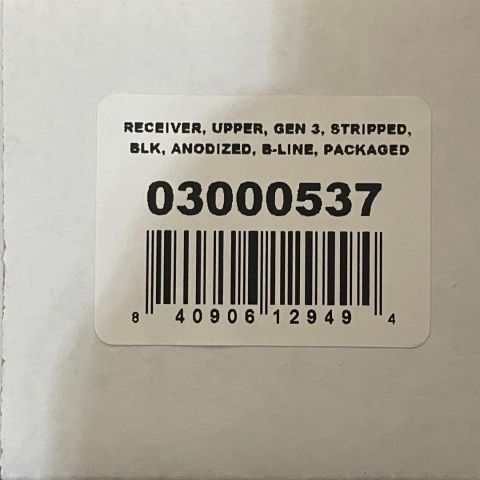 RECEIVER, UPPER, GEN 3, STRIPPED,
BLK, ANODIZED, B-LINE, PACKAGED
03000537
8 40906 12949 4